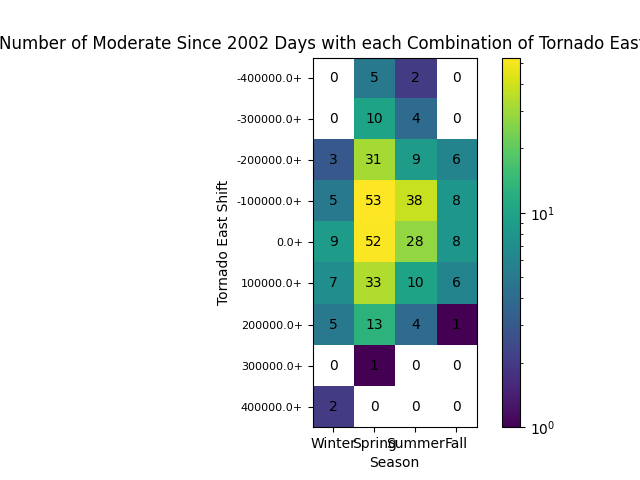 Number of Moderate Since 2002 Days with each Combination of Tornado East
-400000.0+ 0 5 2 0
-300000.0+ 0 10 4 0
-200000.0+ 3 31 9 6
-100000.0+ 5 53 38 8
0.0+ 9 52 28 8
100000.0+ 7 33 10 6
200000.0+ 5 13 4 1
300000.0+ 0 1 0 0
400000.0+ 2 0 0 0
Winter Spring Summer Fall
Season
Tornado East Shift
10¹
10⁰